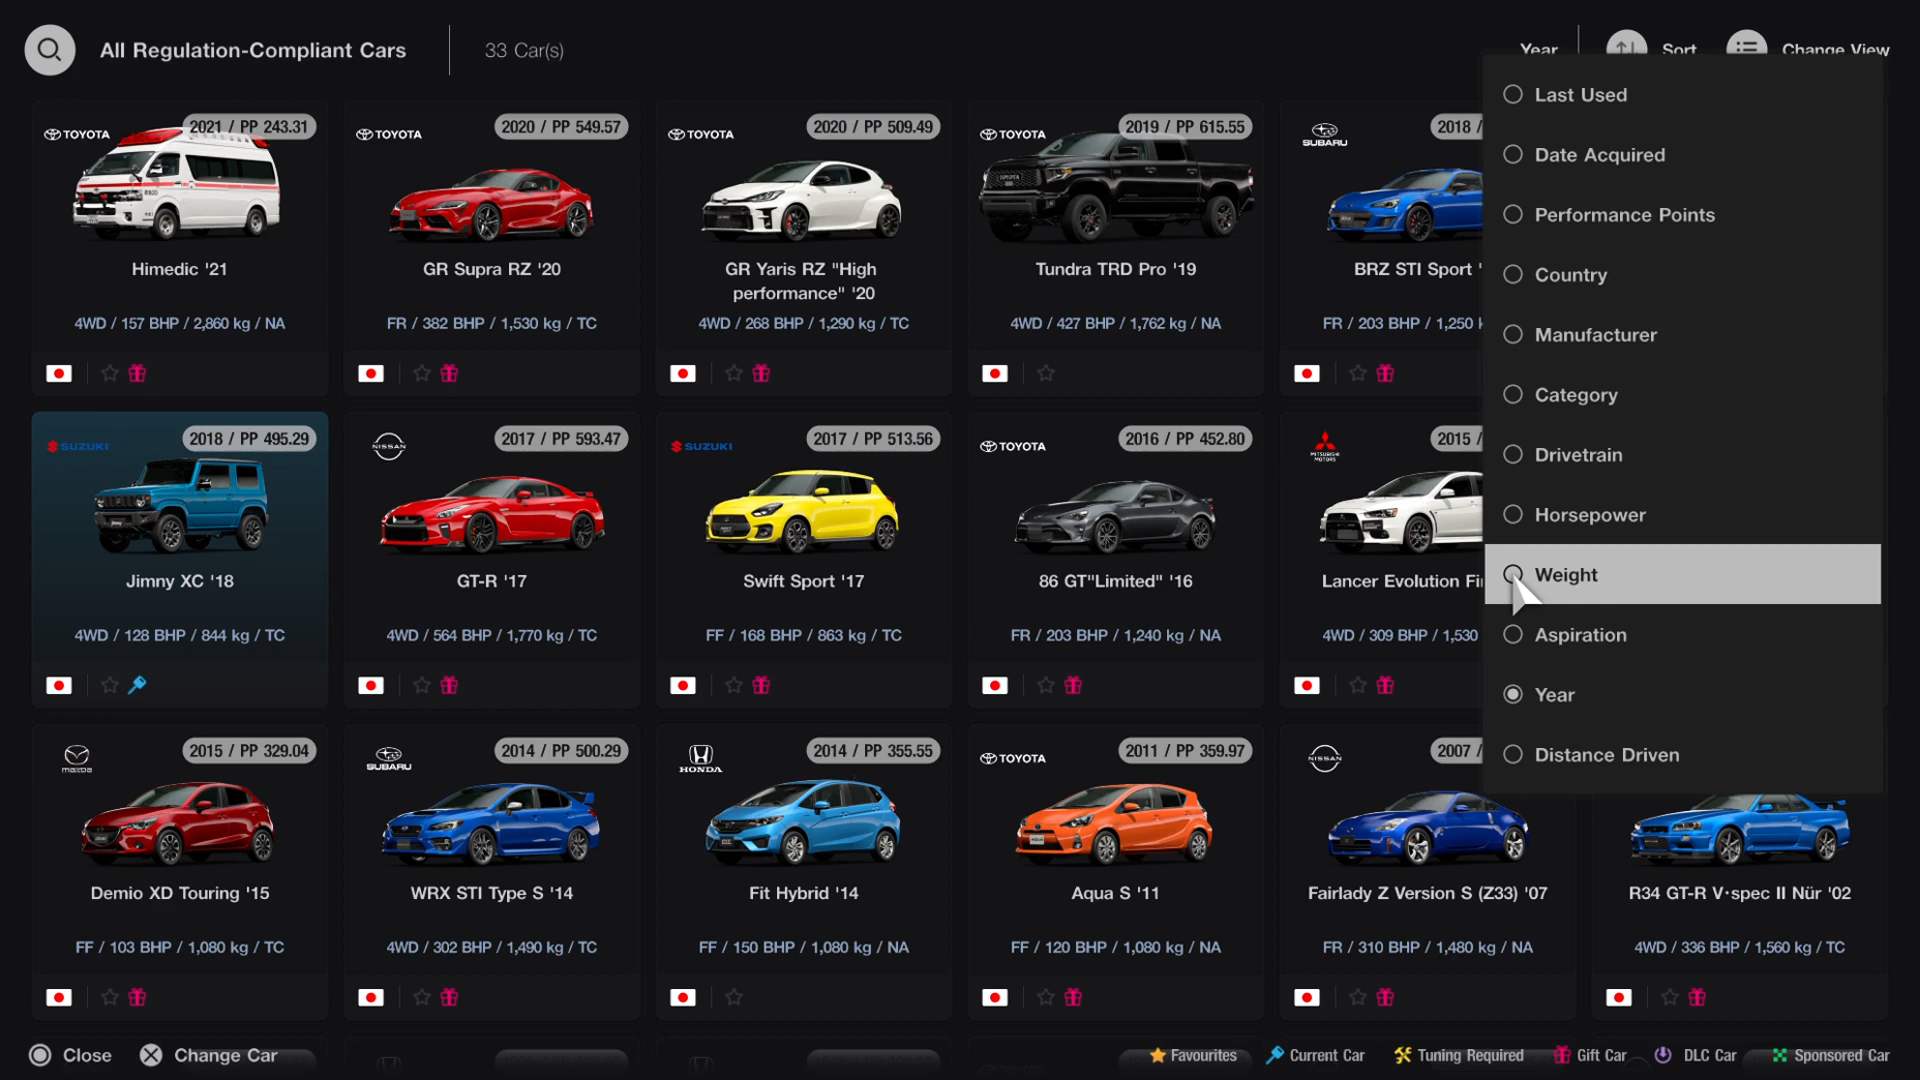 All Regulation-Compliant Cars
33 Car(s)
Year
Sort
Change View
TOYOTA
2021 / PP 243.31
Himedic '21
4WD / 157 BHP / 2,860 kg / NA
TOYOTA
2020 / PP 549.57
GR Supra RZ '20
FR / 382 BHP / 1,530 kg / TC
TOYOTA
2020 / PP 509.49
GR Yaris RZ "High
performance" '20
4WD / 268 BHP / 1,290 kg / TC
TOYOTA
2019 / PP 615.55
Tundra TRD Pro '19
4WD / 427 BHP / 1,762 kg / NA
SUBARU
2018 /
BRZ STI Sport '
FR / 203 BHP / 1,250
Last Used
Date Acquired
Performance Points
Country
Manufacturer
Category
Drivetrain
Horsepower
Weight
Aspiration
Year
Distance Driven
SUZUKI
2018 / PP 495.29
Jimny XC '18
4WD / 128 BHP / 844 kg / TC
NISSAN
2017 / PP 593.47
GT-R '17
4WD / 564 BHP / 1,770 kg / TC
SUZUKI
2017 / PP 513.56
Swift Sport '17
FF / 168 BHP / 863 kg / TC
TOYOTA
2016 / PP 452.80
86 GT"Limited" '16
FR / 203 BHP / 1,240 kg / NA
MITSUBISHI
MOTORS
2015 /
Lancer Evolution
4WD / 309 BHP / 1,530
mazda
2015 / PP 329.04
Demio XD Touring '15
FF / 103 BHP / 1,080 kg / TC
SUBARU
2014 / PP 500.29
WRX STI Type S '14
4WD / 302 BHP / 1,490 kg / TC
HONDA
2014 / PP 355.55
Fit Hybrid '14
FF / 150 BHP / 1,080 kg / NA
TOYOTA
2011 / PP 359.97
Aqua S '11
FF / 120 BHP / 1,080 kg / NA
NISSAN
2007 /
Fairlady Z Version S (Z33) '07
FR / 310 BHP / 1,480 kg / NA
R34 GT-R V・spec II Nür '02
4WD / 336 BHP / 1,560 kg / TC
Close
Change Car
Favourites
Current Car
Tuning Required
Gift Car
DLC Car
Sponsored Car